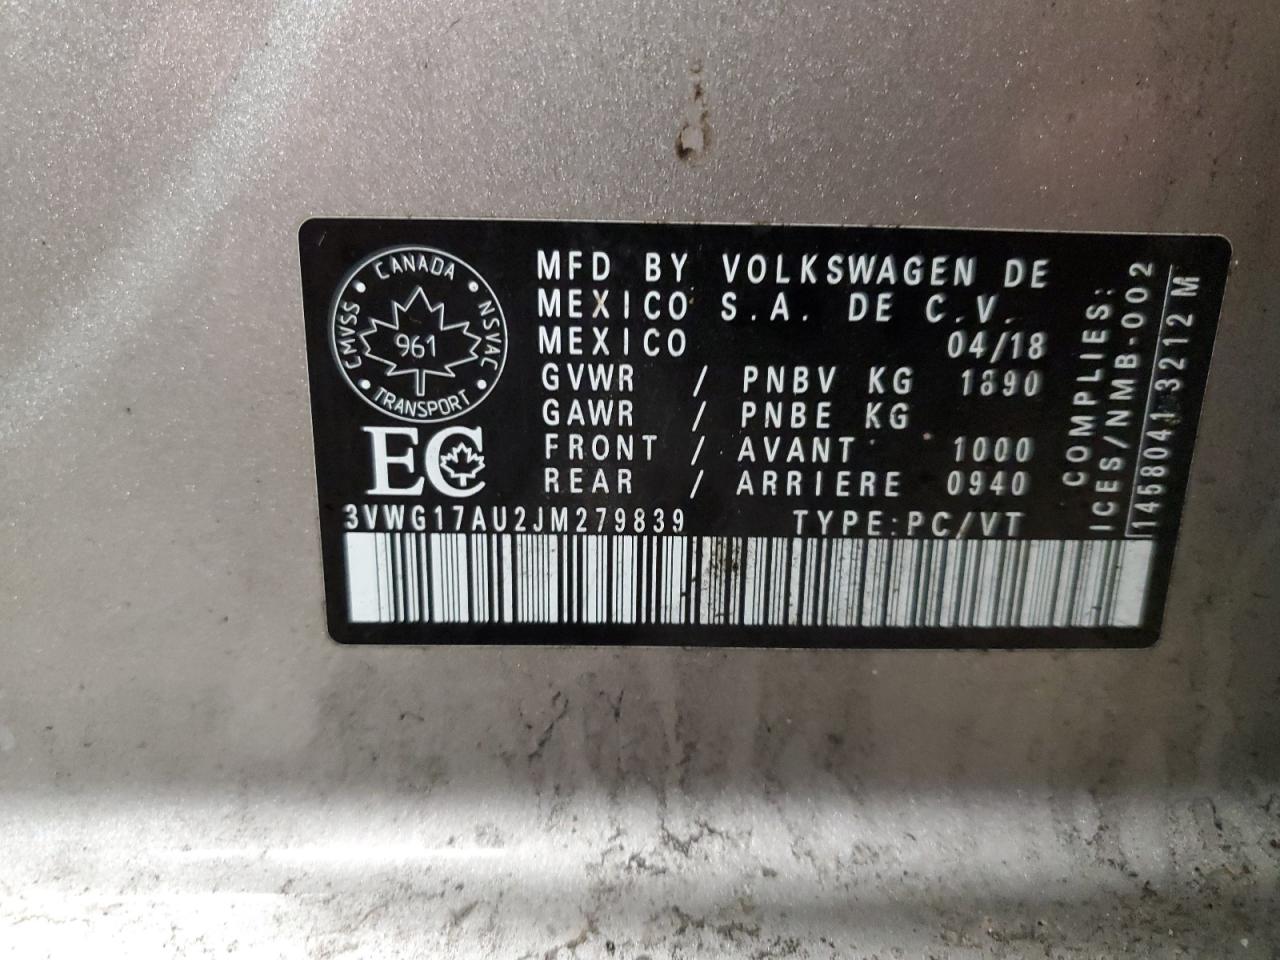 CANADA
CMVSS
NSVAC
961
TRANSPORT
EC
MFD BY VOLKSWAGEN DE
MEXICO S.A. DE C.V.
MEXICO 04/18
GVWR / PNBV KG 1890
GAWR / PNBE KG
FRONT / AVANT 1000
REAR / ARRIERE 0940
3VWG17AU2JM279839 TYPE:PC/VT
COMPLIES:
ICES/NMB-002
1458041 3212 M